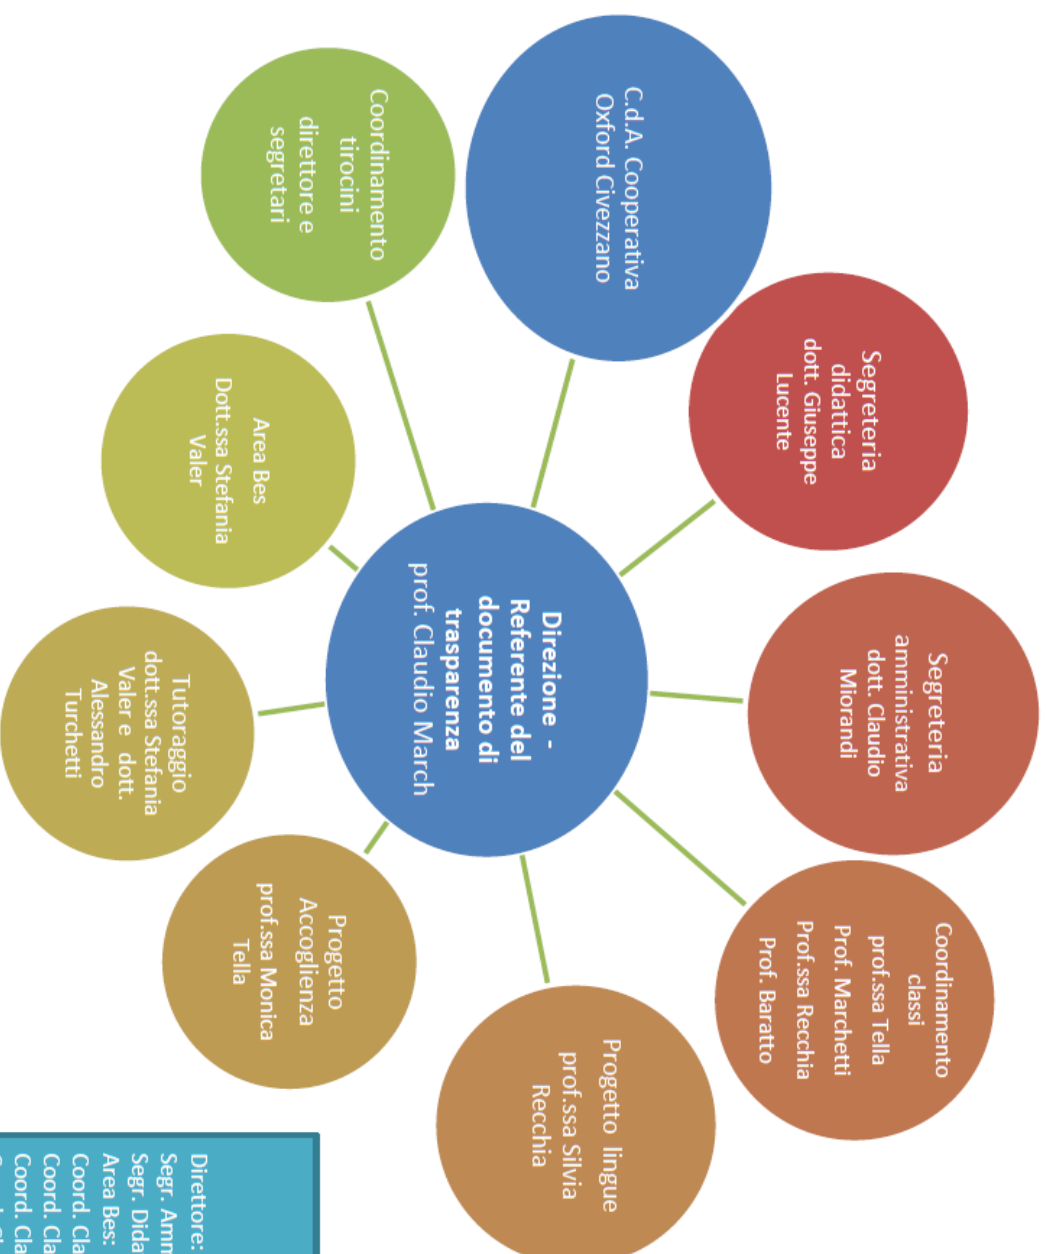 C.d.A. Cooperativa
Oxford Civezzano
Segreteria
didattica
dott. Giuseppe
Lucente
Segreteria
amministrativa
dott. Claudio
Miorandi
Coordinamento
classi
prof.ssa Tella
Prof. Marchetti
Prof.ssa Recchia
Prof. Baratto
Progetto lingue
prof.ssa Silvia
Recchia
Progetto
Accoglienza
prof.ssa Monica
Tella
Tutoraggio
dott.ssa Stefania
Valer e dott.
Alessandro
Turchetti
Area Bes
Dott.ssa Stefania
Valer
Coordinamento
tirocini
direttore e
segretari
Direzione -
Referente del
documento di
trasparenza
prof. Claudio March
Direttore:
Segr. Amn
Segr. Dida
Area Bes:
Coord. Cla
Coord. Cla
Coord. Cla